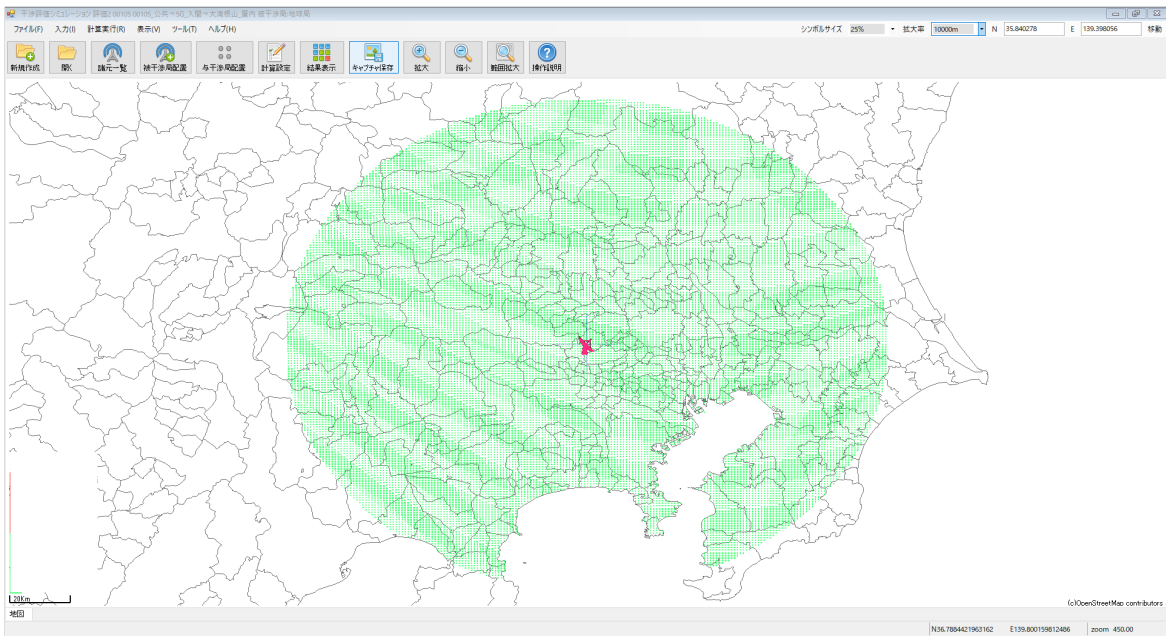 干渉評価シミュレーション 評価2 00105 00105_公共⇒5G_入間⇒大滝根山_屋内 被干渉局:地球局
ファイル(F) 入力(I) 計算実行(R) 表示(V) ツール(T) ヘルプ(H) シンボルサイズ 25% 拡大率 10000m N 35.840278 E 139.398056 移動
新規作成 開く 諸元一覧 被干渉局配置 与干渉局配置 計算設定 結果表示 キャプチャ保存 拡大 縮小 範囲拡大 操作説明
20Km
(c)OpenStreetMap contributors
地図
N36.7884421963162 E139.800159812486 zoom 450.00